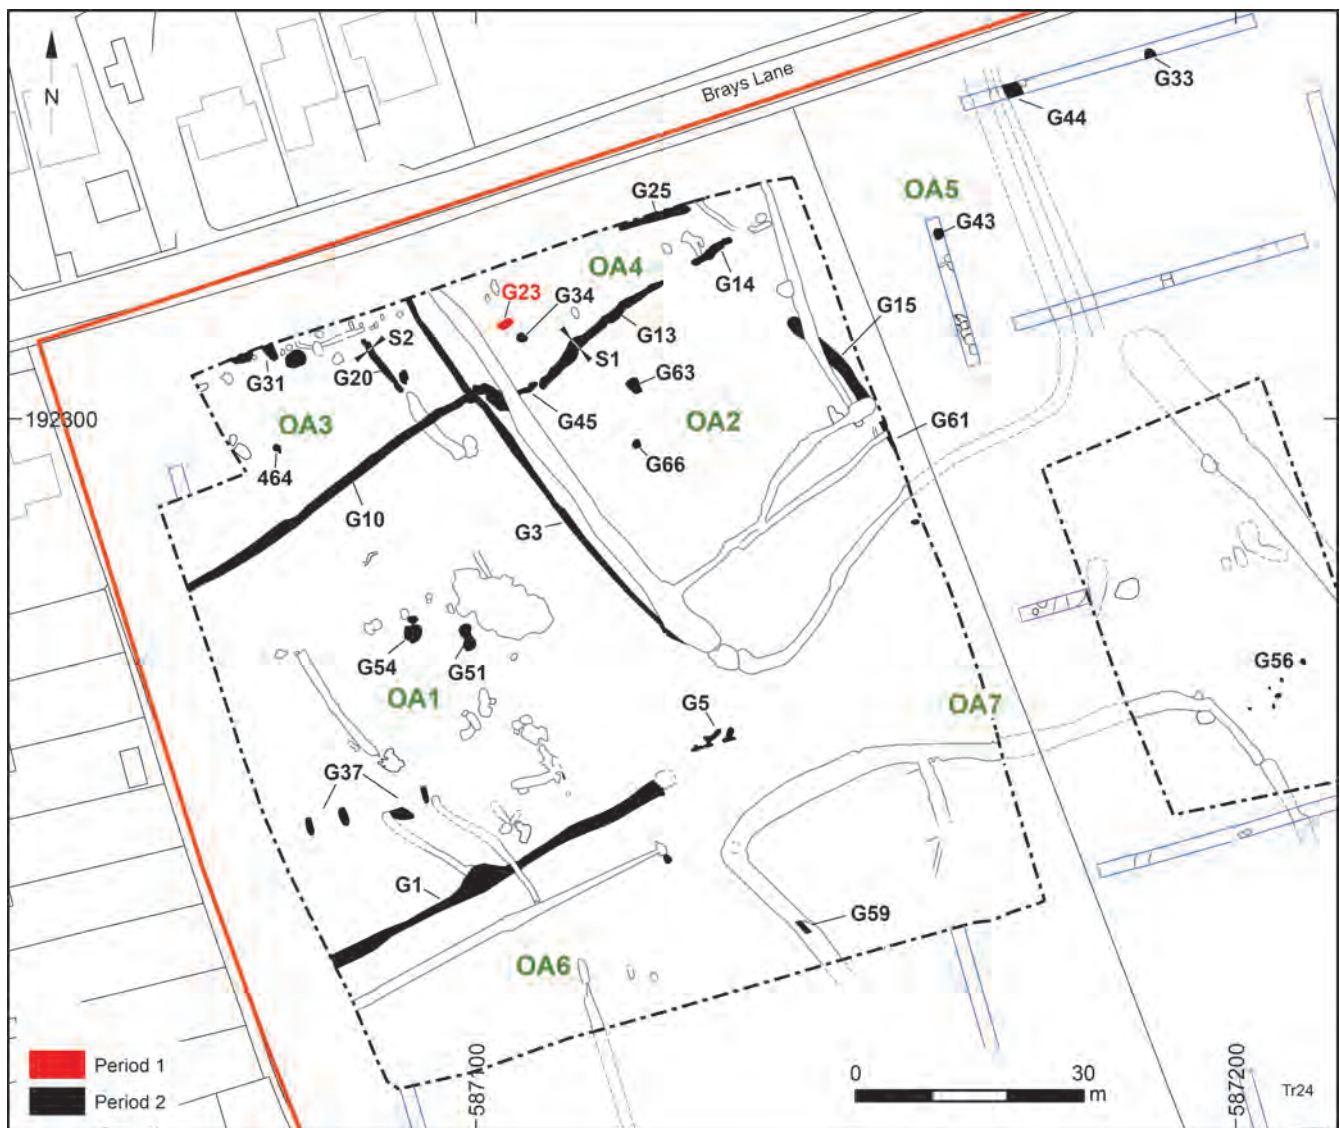 N
Brays Lane
G33
G44
G25
OA5
G43
OA4
G14
G23
G34
G15
S2
G13
S1
G31
G20
G63
192300
OA3
G45
OA2
G61
464
G66
G10
G3
G54
G51
G56
OA1
G5
OA7
G37
G1
G59
OA6
Period 1
Period 2
587100
0 30
m
587200
Tr24